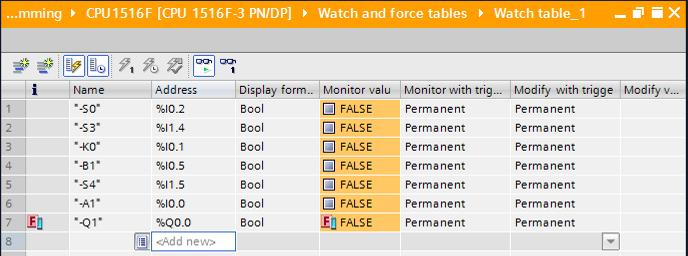 ...mming CPU1516F [CPU 1516F-3 PN/DP] Watch and force tables Watch table_1
i Name Address Display form... Monitor valu Monitor with trig... Modify with trigge Modify v...
1 "-S0" %I0.2 Bool FALSE Permanent Permanent
2 "-S3" %I1.4 Bool FALSE Permanent Permanent
3 "-K0" %I0.1 Bool FALSE Permanent Permanent
4 "-B1" %I0.5 Bool FALSE Permanent Permanent
5 "-S4" %I1.5 Bool FALSE Permanent Permanent
6 "-A1" %I0.0 Bool FALSE Permanent Permanent
7 F "-Q1" %Q0.0 Bool F FALSE Permanent Permanent
8 <Add new>